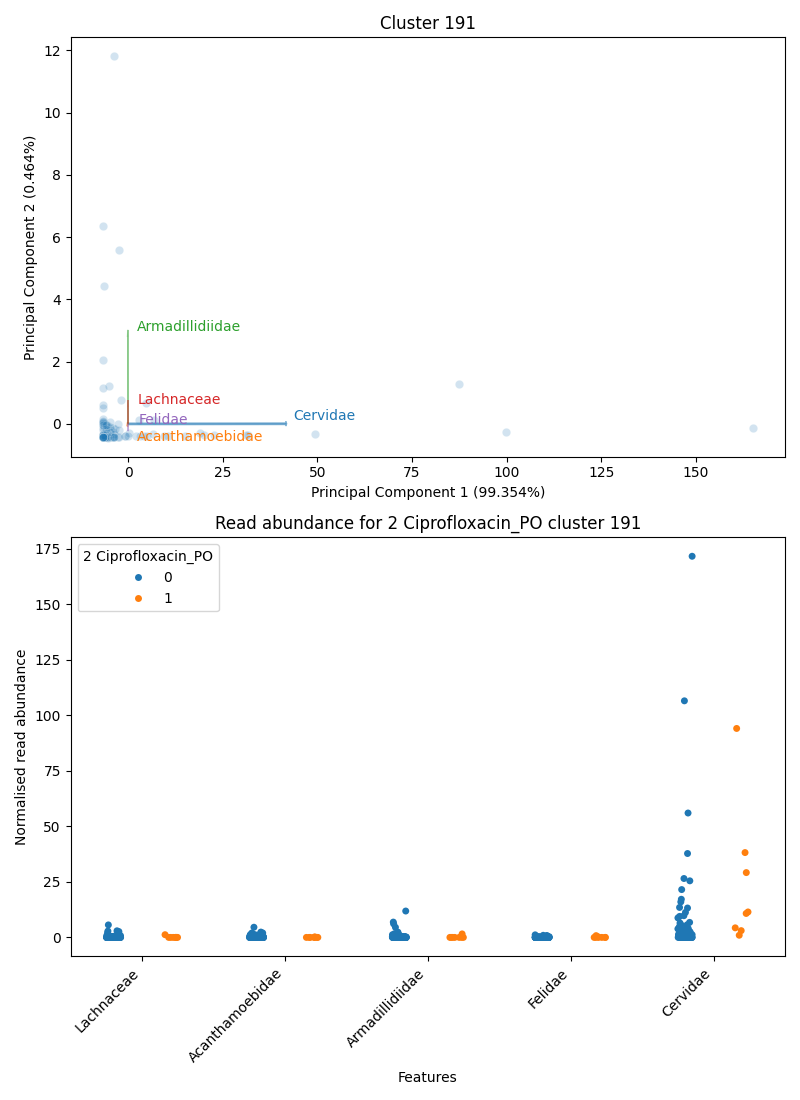 Cluster 191
12
10
8
6
4
2
0
Principal Component 2 (0.464%)
Armadillidiidae
Lachnaceae
Cervidae
Felidae
Acanthamoebidae
0 25 50 75 100 125 150
Principal Component 1 (99.354%)
Read abundance for 2 Ciprofloxacin_PO cluster 191
2 Ciprofloxacin_PO
0
1
175
150
125
100
75
50
25
0
Normalised read abundance
Lachnaceae
Acanthamoebidae
Armadillidiidae
Felidae
Cervidae
Features